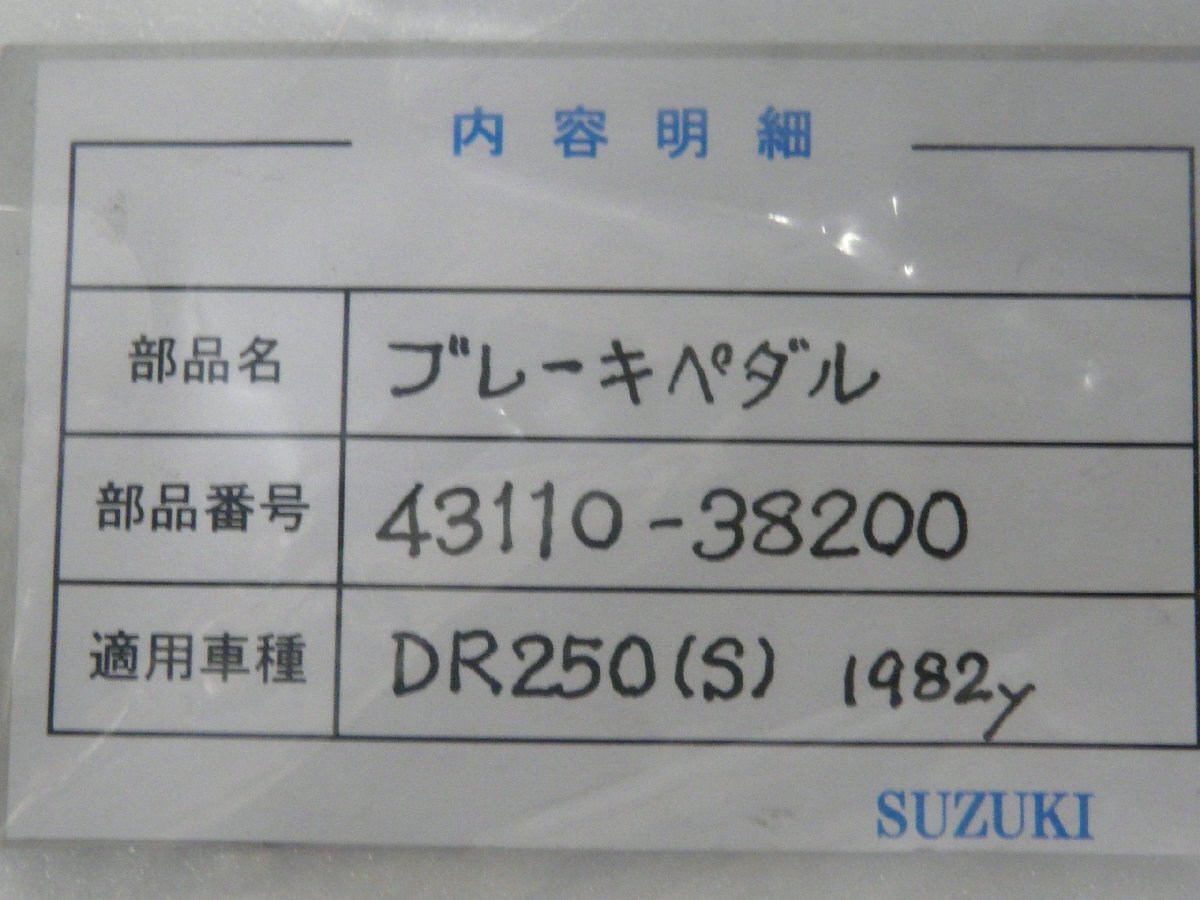 内容明細
部品名 ブレーキペダル
部品番号 43110-38200
適用車種 DR250(S) 1982y
SUZUKI